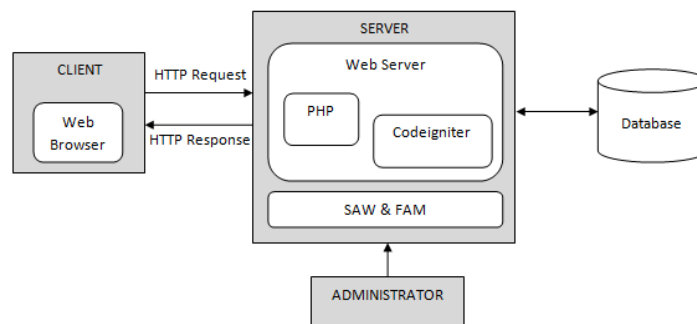 SERVER
CLIENT
Web
Browser
HTTP Request
HTTP Response
Web Server
PHP
Codeigniter
SAW & FAM
Database
ADMINISTRATOR